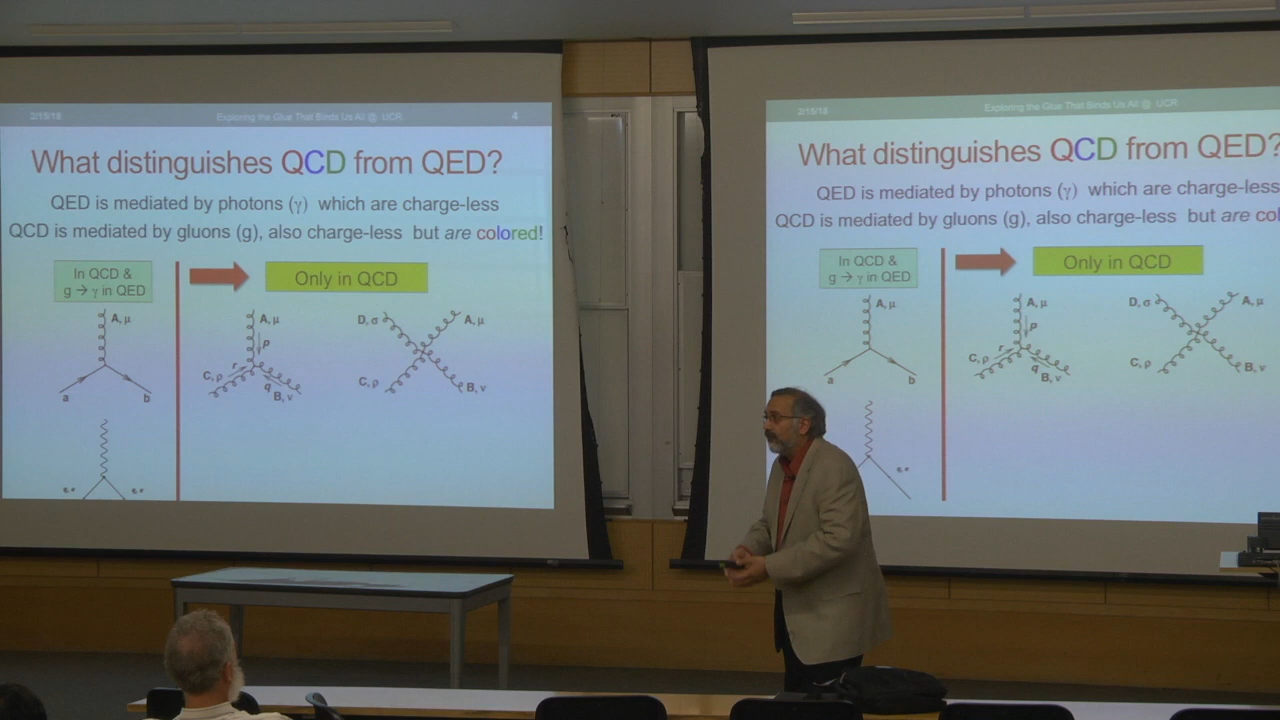 2/15/18 Exploring the Glue That Binds Us All @ UCR 4
What distinguishes QCD from QED?
QED is mediated by photons (γ) which are charge-less
QCD is mediated by gluons (g), also charge-less but are colored!
In QCD &
g → γ in QED
Only in QCD
A, μ
a
b
A, μ
p
r
C, ρ
q
B, ν
D, σ
A, μ
C, ρ
B, ν
2/15/18 Exploring the Glue That Binds Us All @ UCR
What distinguishes QCD from QED?
QED is mediated by photons (γ) which are charge-less
QCD is mediated by gluons (g), also charge-less but are col
In QCD &
g → γ in QED
Only in QCD
A, μ
a
b
A, μ
p
r
C, ρ
q
B, ν
D, σ
A, μ
C, ρ
B, ν